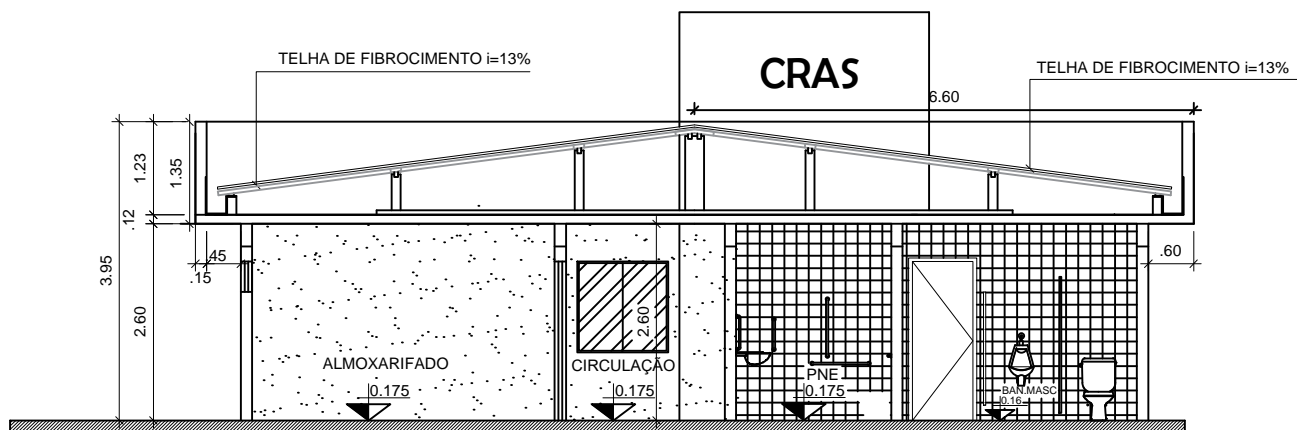 TELHA DE FIBROCIMENTO i=13%
CRAS
TELHA DE FIBROCIMENTO i=13%
6.60
1.23
1.35
.12
3.95
2.60
.45
.15
.60
2.60
ALMOXARIFADO
0.175
CIRCULAÇÃO
0.175
PNE
0.175
BAN.MASC
0.16